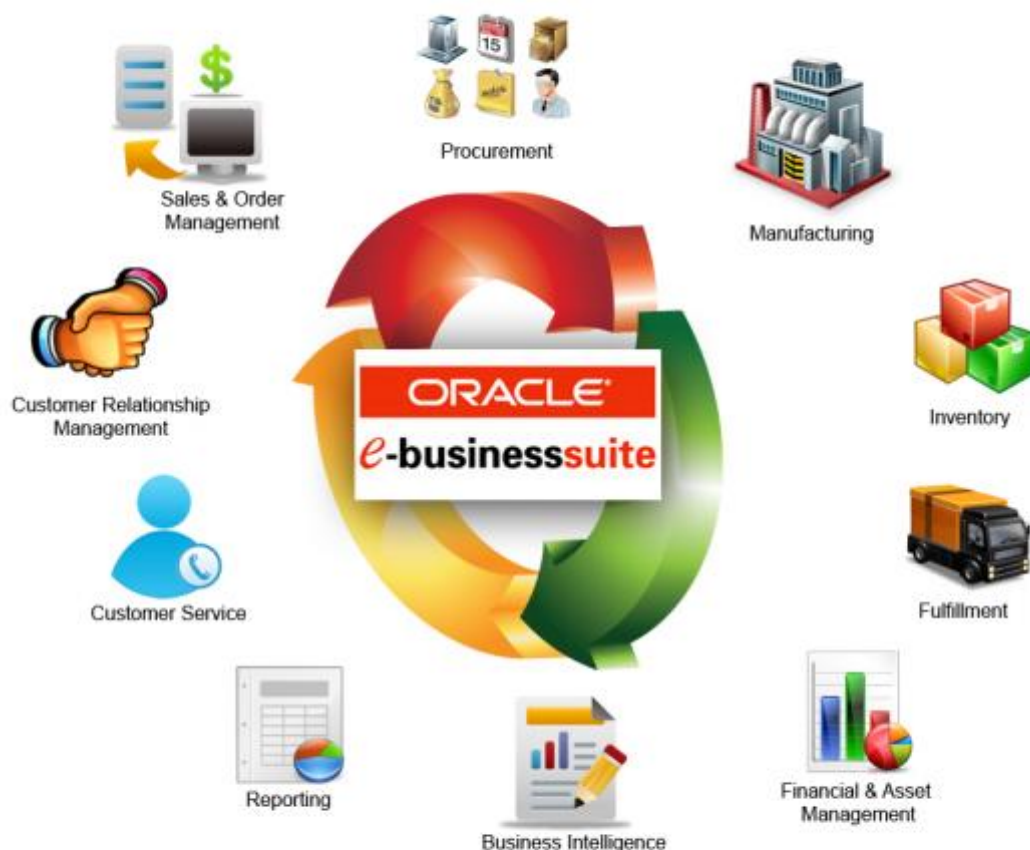 15
Procurement
Sales & Order
Management
Manufacturing
Customer Relationship
Management
ORACLE®
e-businesssuite
Inventory
Customer Service
Fulfillment
Reporting
Business Intelligence
Financial & Asset
Management